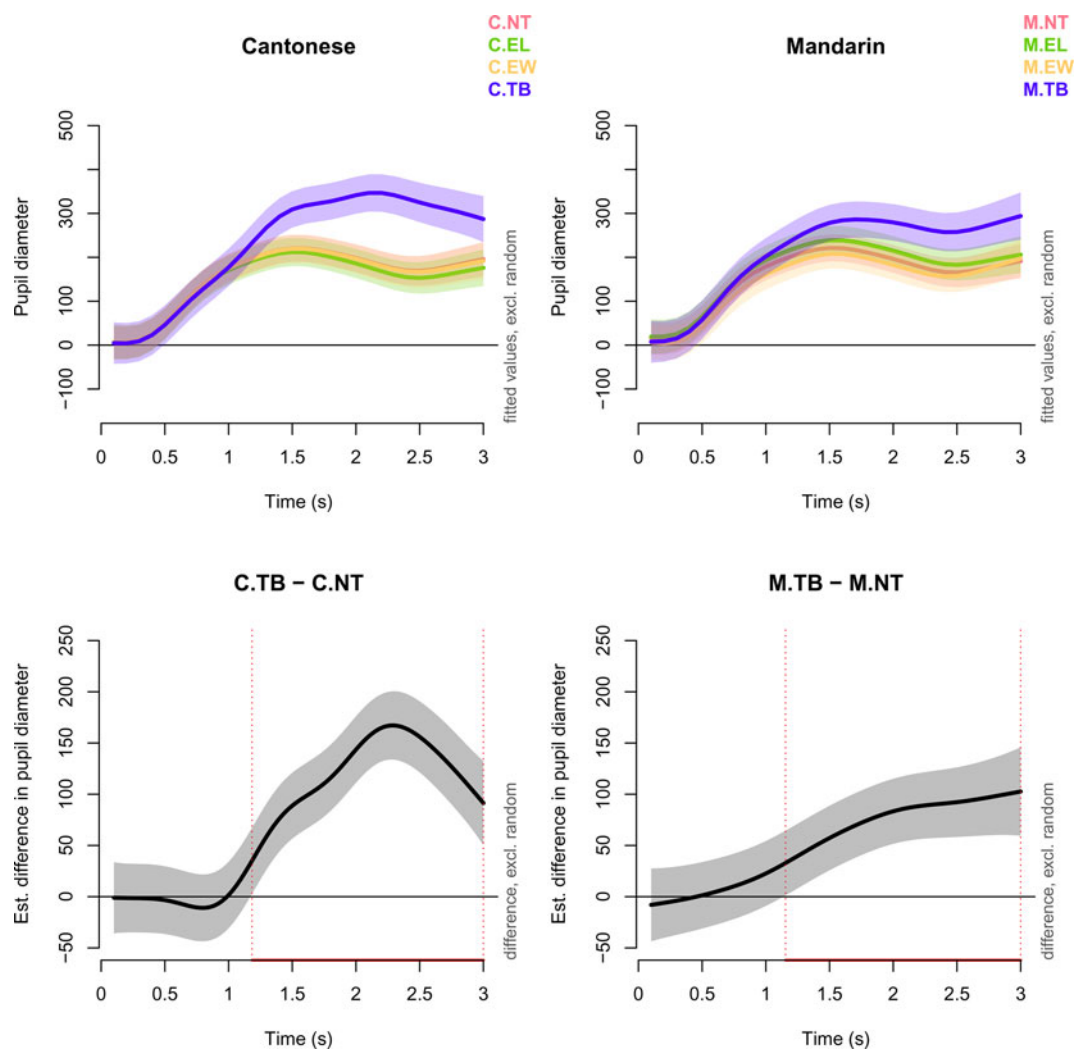 Cantonese
C.NT
C.EL
C.EW
C.TB
Pupil diameter
500
300
100
0
−100
0 0.5 1 1.5 2 2.5 3
Time (s)
fitted values, excl. random
Mandarin
M.NT
M.EL
M.EW
M.TB
Pupil diameter
500
300
100
0
−100
0 0.5 1 1.5 2 2.5 3
Time (s)
fitted values, excl. random
C.TB − C.NT
Est. difference in pupil diameter
250
200
150
100
50
0
−50
0 0.5 1 1.5 2 2.5 3
Time (s)
difference, excl. random
M.TB − M.NT
Est. difference in pupil diameter
250
200
150
100
50
0
−50
0 0.5 1 1.5 2 2.5 3
Time (s)
difference, excl. random